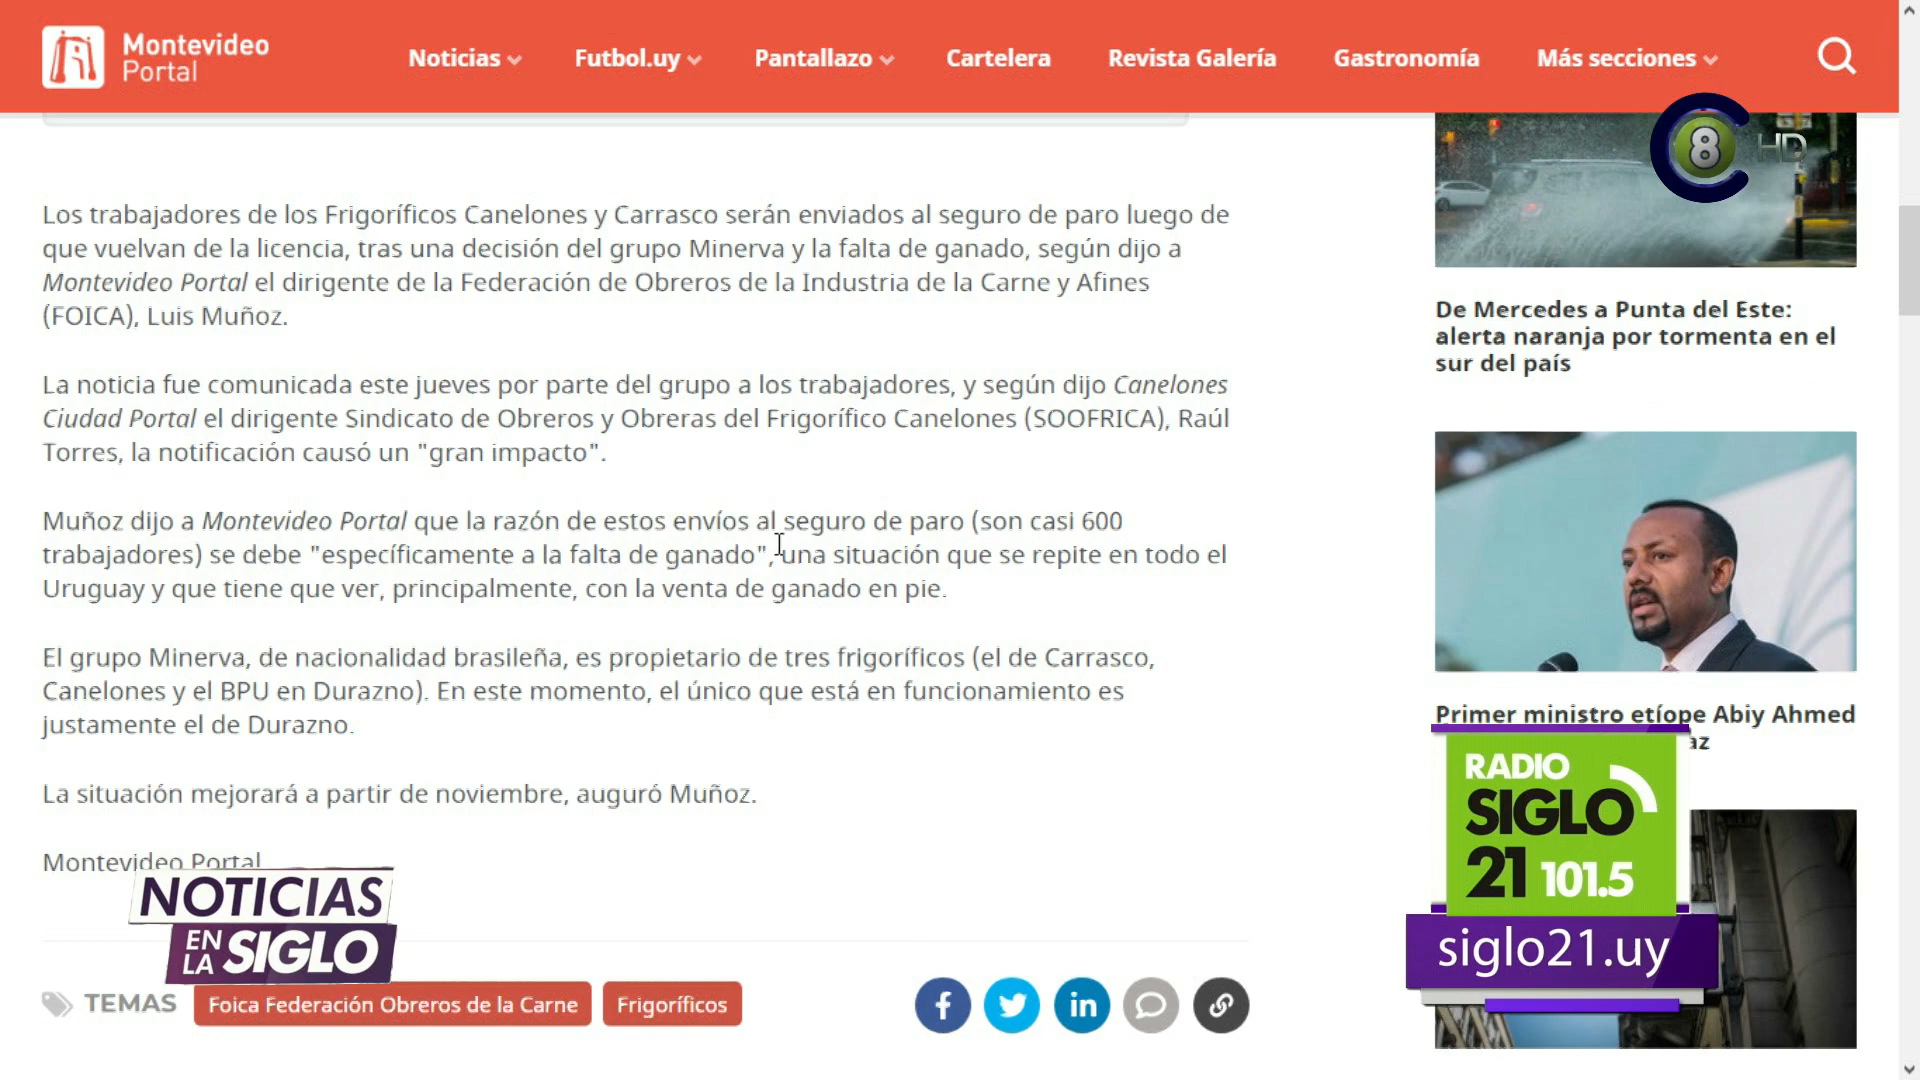 Montevideo
Portal
Noticias
Futbol.uy
Pantallazo
Cartelera
Revista Galería
Gastronomía
Más secciones
8 HD
Los trabajadores de los Frigoríficos Canelones y Carrasco serán enviados al seguro de paro luego de
que vuelvan de la licencia, tras una decisión del grupo Minerva y la falta de ganado, según dijo a
Montevideo Portal el dirigente de la Federación de Obreros de la Industria de la Carne y Afines
(FOICA), Luis Muñoz.
La noticia fue comunicada este jueves por parte del grupo a los trabajadores, y según dijo Canelones
Ciudad Portal el dirigente Sindicato de Obreros y Obreras del Frigorífico Canelones (SOOFRICA), Raúl
Torres, la notificación causó un "gran impacto".
Muñoz dijo a Montevideo Portal que la razón de estos envíos al seguro de paro (son casi 600
trabajadores) se debe "específicamente a la falta de ganado", una situación que se repite en todo el
Uruguay y que tiene que ver, principalmente, con la venta de ganado en pie.
El grupo Minerva, de nacionalidad brasileña, es propietario de tres frigoríficos (el de Carrasco,
Canelones y el BPU en Durazno). En este momento, el único que está en funcionamiento es
justamente el de Durazno.
La situación mejorará a partir de noviembre, auguró Muñoz.
Montevideo Portal
NOTICIAS
EN LA SIGLO
TEMAS
Foica Federación Obreros de la Carne
Frigoríficos
De Mercedes a Punta del Este:
alerta naranja por tormenta en el
sur del país
Primer ministro etíope Abiy Ahmed
az
RADIO
SIGLO
21 101.5
siglo21.uy